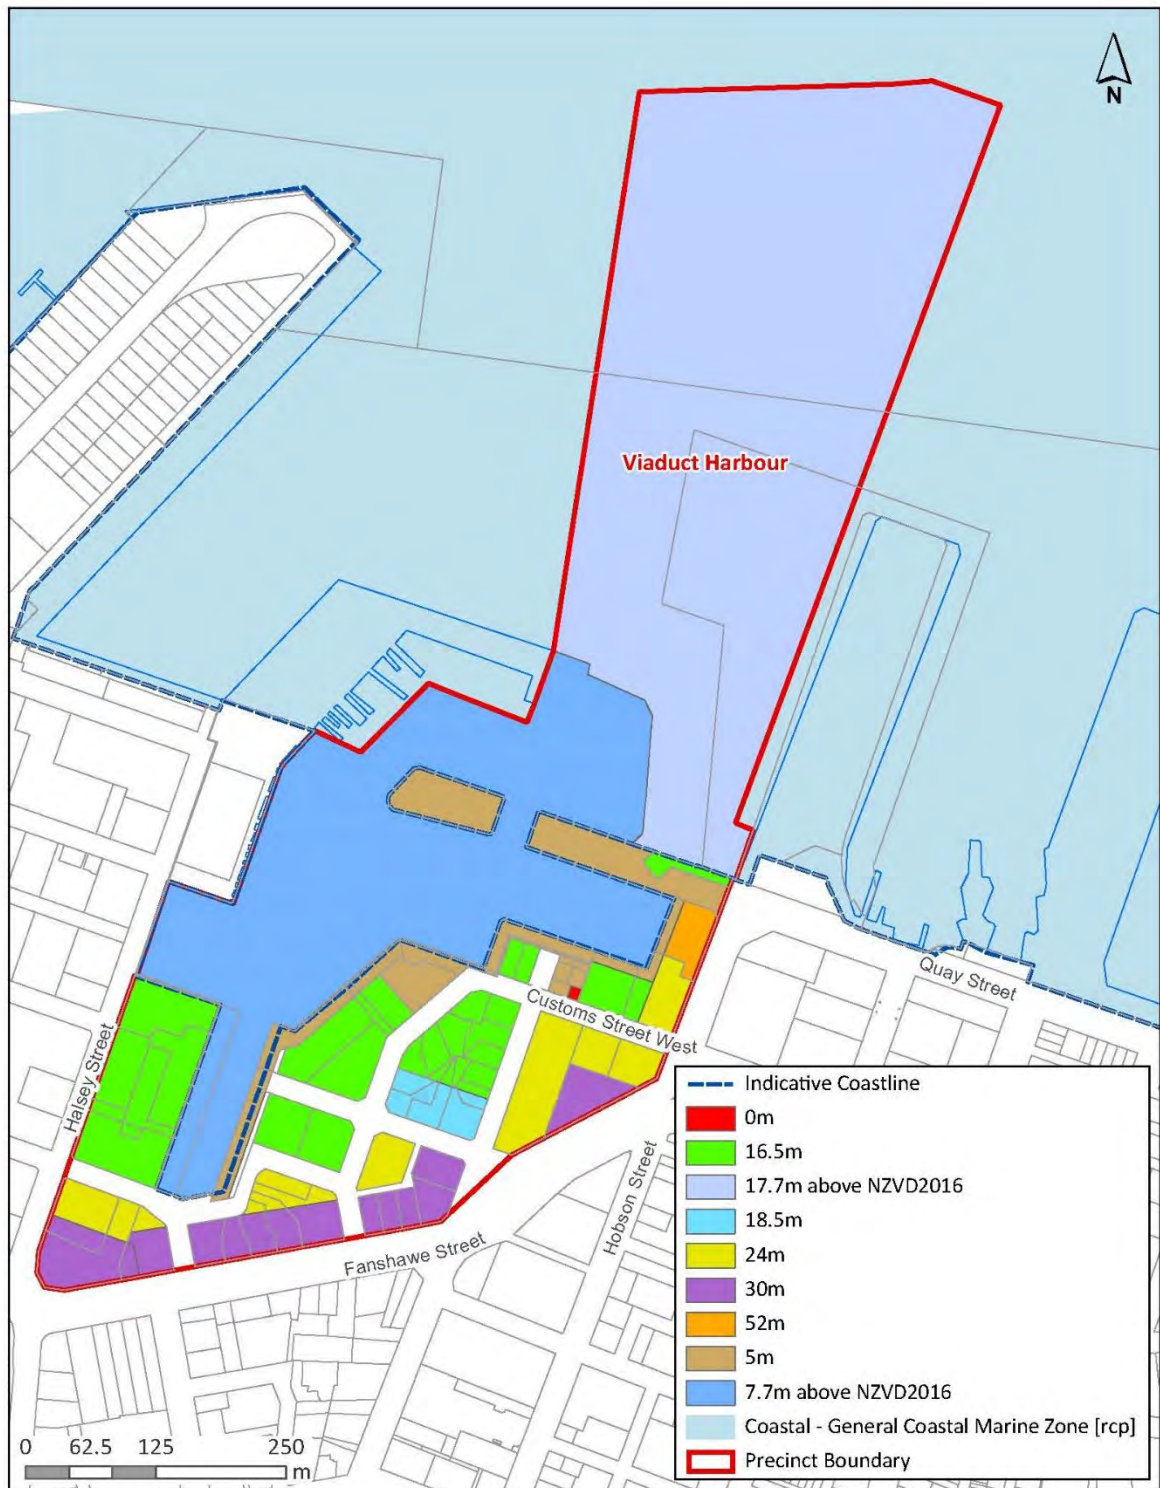 N
Viaduct Harbour
Quay Street
Customs Street West
Halsey Street
Hobson Street
Fanshawe Street
Indicative Coastline
0m
16.5m
17.7m above NZVD2016
18.5m
24m
30m
52m
5m
7.7m above NZVD2016
Coastal - General Coastal Marine Zone [rcp]
Precinct Boundary
0 62.5 125 250
m